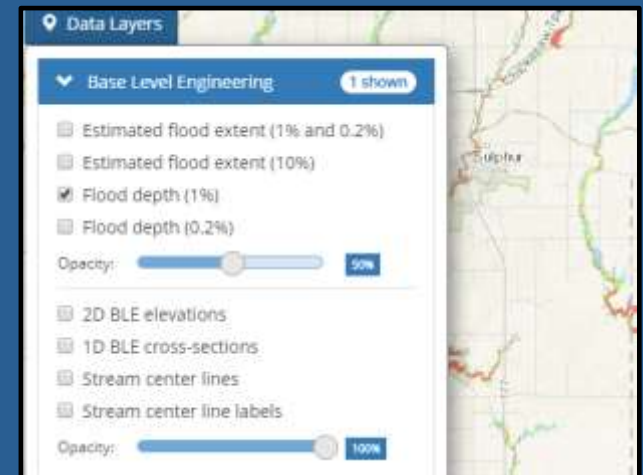 Data Layers
Base Level Engineering 1 shown
Estimated flood extent (1% and 0.2%)
Estimated flood extent (10%)
Flood depth (1%)
Flood depth (0.2%)
Opacity: 50%
2D BLE elevations
1D BLE cross-sections
Stream center lines
Stream center line labels
Opacity: 100%
Sulphur